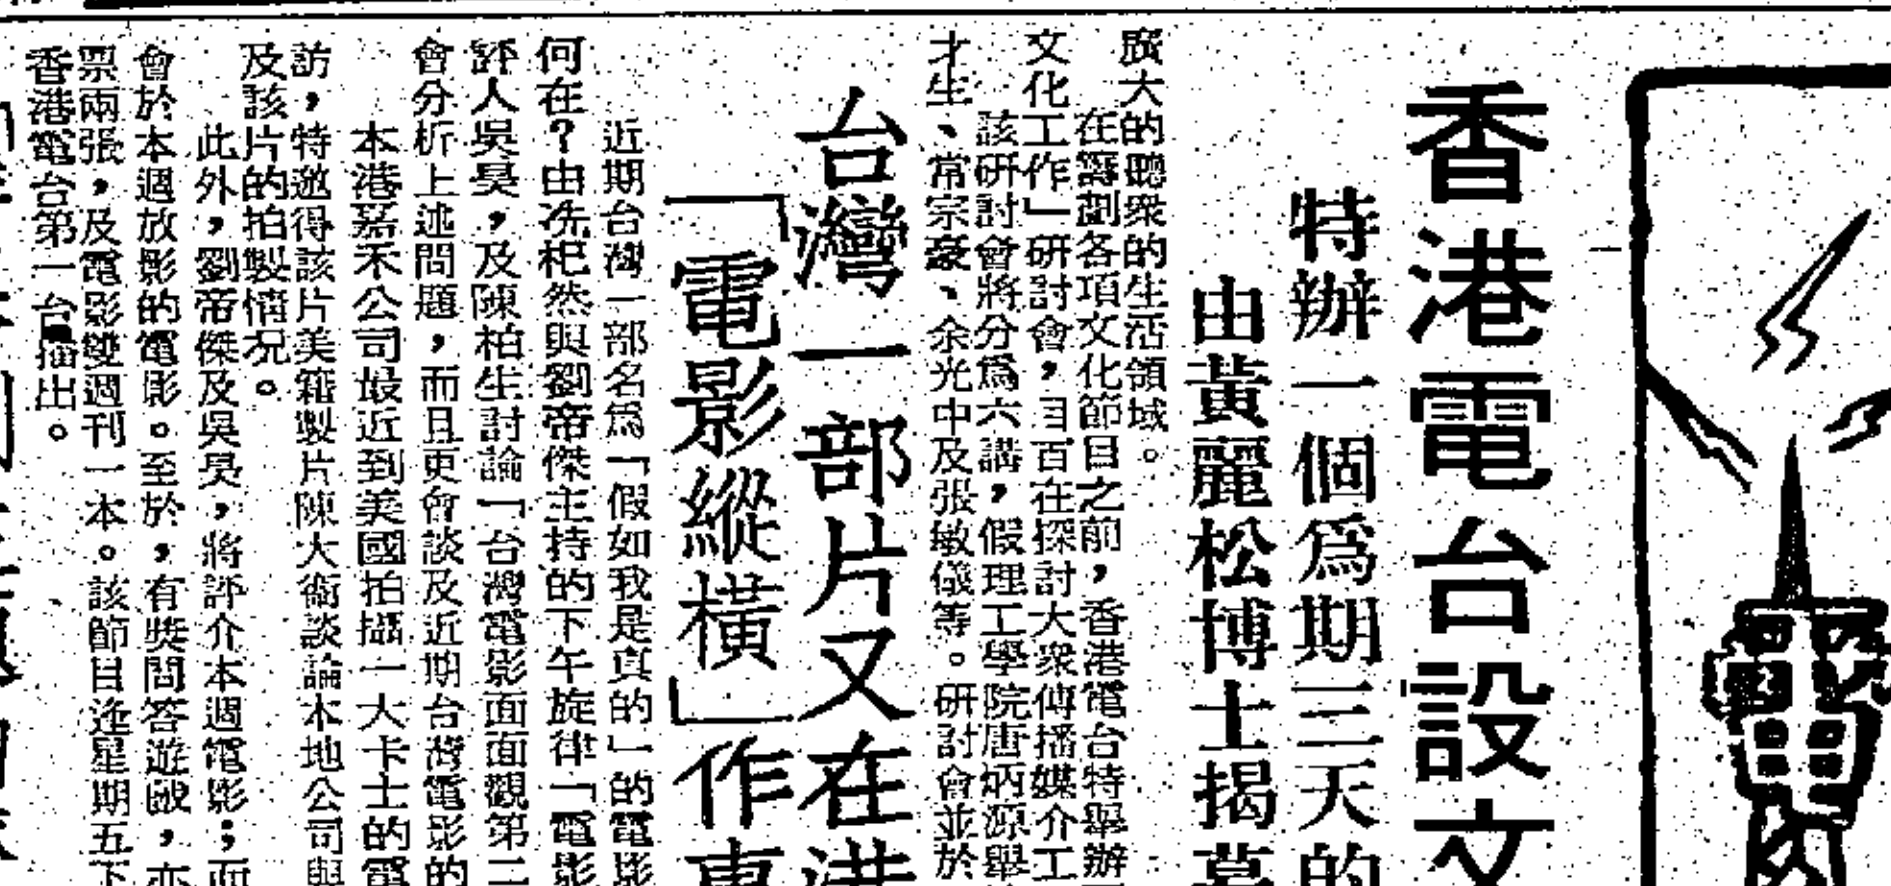 香港電台設文
特辦一個爲期三天的
由黃麗松博士揭幕
廣大的聽衆的生活領域。
在籌劃各項文化節目之前，香港電台特舉辦
文化工作」研討會，目百在探討大衆傳播媒介工
該研討會將分爲六講，假理工學院唐炳源舉
才生、常宗豪、余光中及張敏儀等。研討會並於
台灣一部片又在港
「電影縱橫」作專
近期台灣一部名爲「假如我是真的」的電影
何在？由冼杞然與劉帝傑主持的下午旋律「電影
評人吳昊，及陳柏生討論「台灣電影面面觀第二
會分析上述問題，而且更會談及近期台灣電影的
本港嘉禾公司最近到美國拍攝一大卡士的電
訪，特邀得該片美籍製片陳大衛談論本地公司與
及該片的拍製情況。
此外，劉帝傑及吳昊，將評介本週電影；而
會於本週放影的電影。至於，有獎問答遊戲，亦
票兩張，及電影雙週刊一本。該節目逢星期五下
香港電台第一台播出。